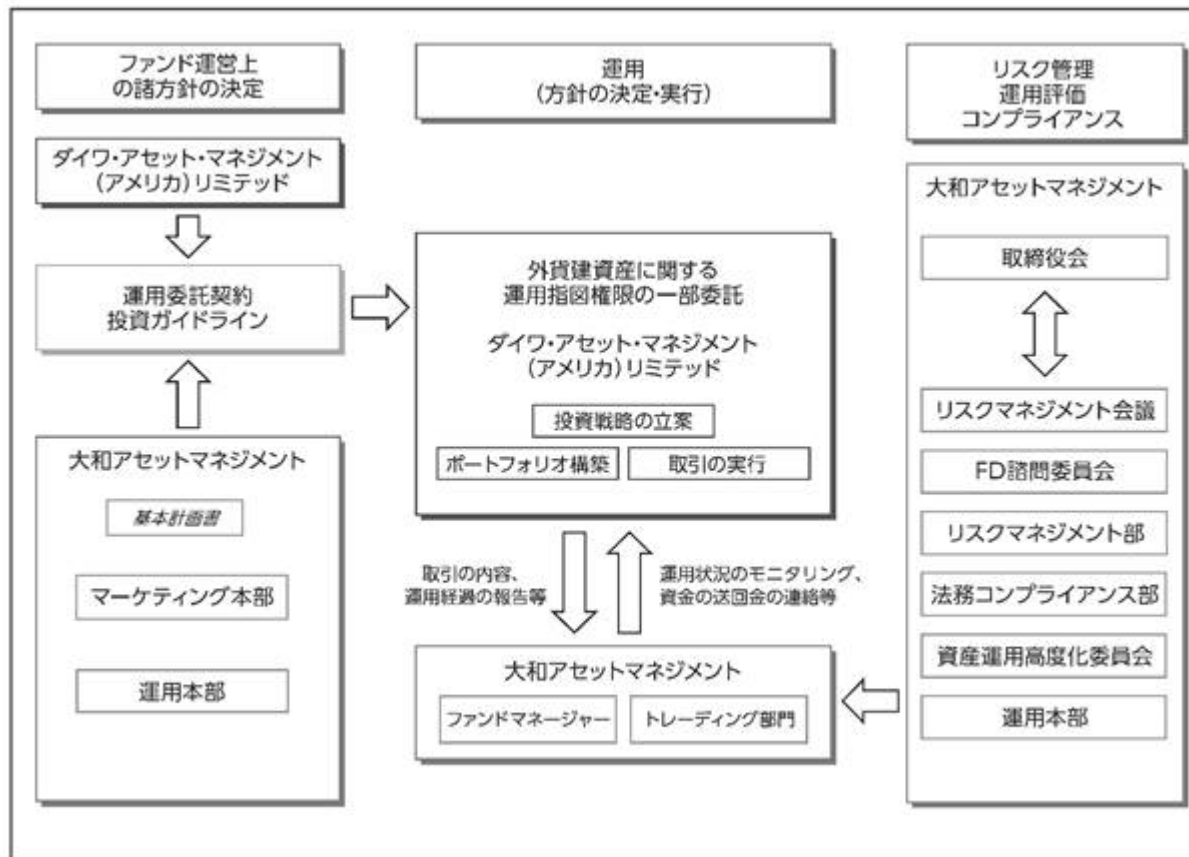 ファンド運営上
の諸方針の決定
ダイワ・アセット・マネジメント
(アメリカ)リミテッド
運用委託契約
投資ガイドライン
大和アセットマネジメント
基本計画書
マーケティング本部
運用本部
運用
(方針の決定・実行)
外貨建資産に関する
運用指図権限の一部委託
ダイワ・アセット・マネジメント
(アメリカ)リミテッド
投資戦略の立案
ポートフォリオ構築
取引の実行
取引の内容、
運用経過の報告等
運用状況のモニタリング、
資金の送回金の連絡等
大和アセットマネジメント
ファンドマネージャー
トレーディング部門
リスク管理
運用評価
コンプライアンス
大和アセットマネジメント
取締役会
リスクマネジメント会議
FD諮問委員会
リスクマネジメント部
法務コンプライアンス部
資産運用高度化委員会
運用本部